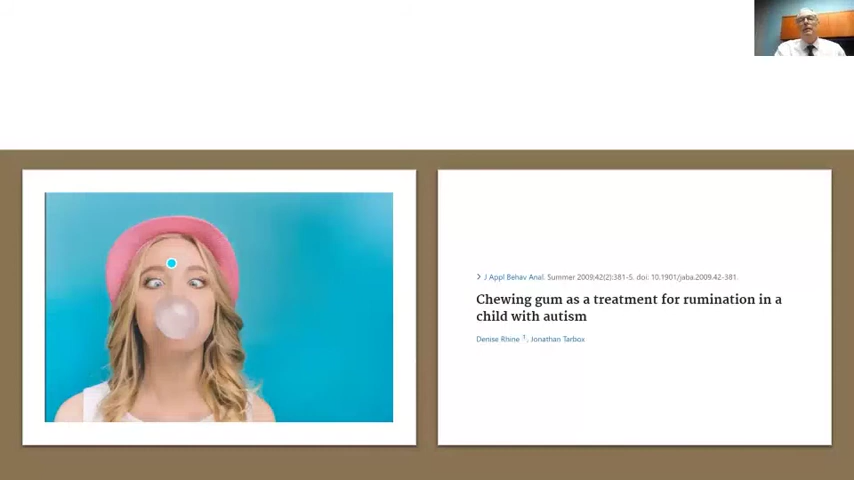 J Appl Behav Anal. Summer 2009;42(2):381-5. doi: 10.1901/jaba.2009.42-381.
Chewing gum as a treatment for rumination in a
child with autism
Denise Rhine 1, Jonathan Tarbox